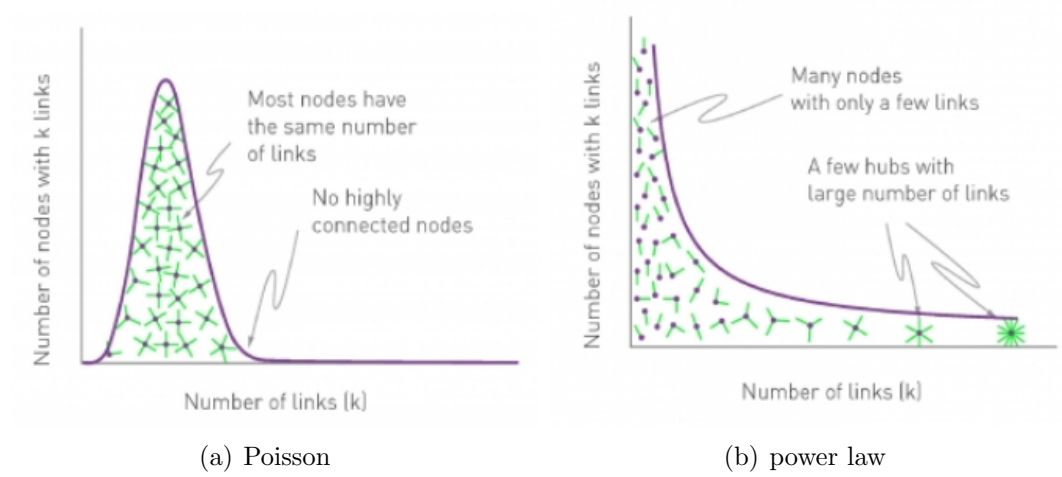 Number of nodes with k links
Most nodes have
the same number
of links
No highly
connected nodes
Number of links (k)
(a) Poisson
Number of nodes with k links
Many nodes
with only a few links
A few hubs with
large number of links
Number of links (k)
(b) power law